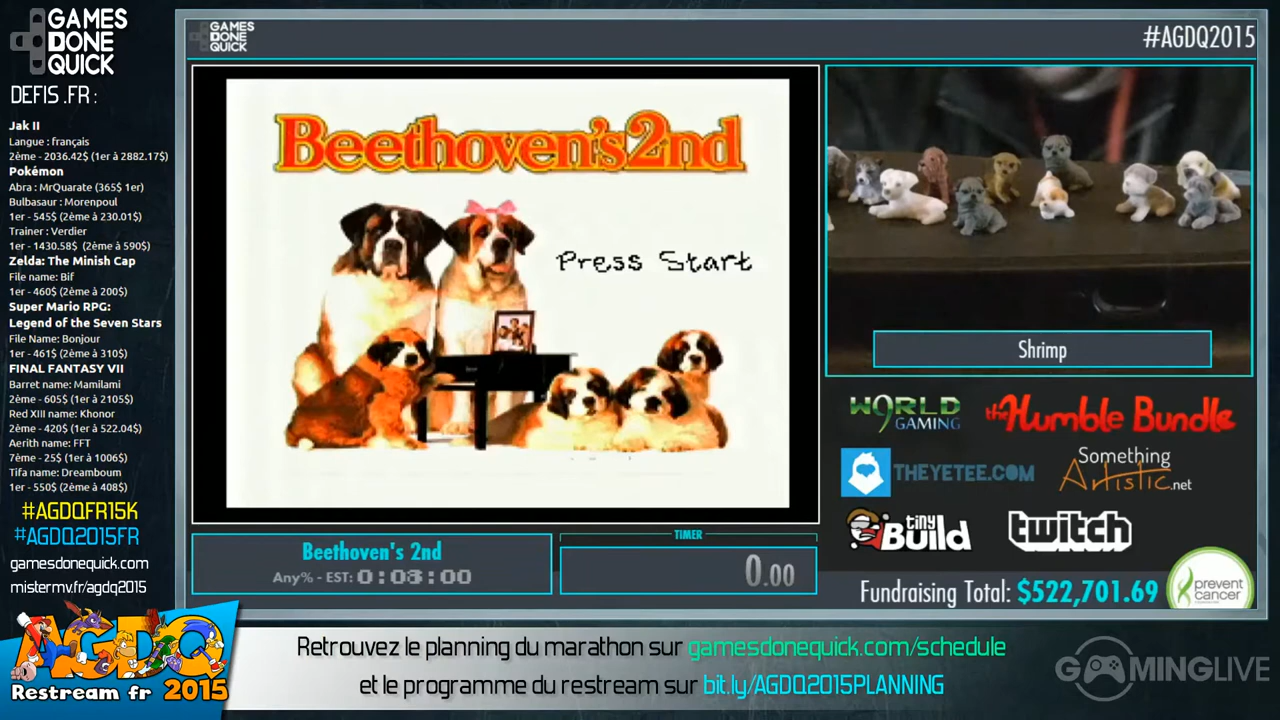 GAMES
DONE
QUICK
DEFIS .FR :
Jak II
Langue : français
2ème - 2036.42$ (1er à 2882.17$)
Pokémon
Abra : MrQuarate (365$ 1er)
Bulbasaur : Morenpoul
1er - 545$ (2ème à 230.01$)
Trainer : Verdier
1er - 1430.58$ (2ème à 590$)
Zelda: The Minish Cap
File name: Bif
1er - 460$ (2ème à 200$)
Super Mario RPG:
Legend of the Seven Stars
File Name: Bonjour
1er - 461$ (2ème à 310$)
FINAL FANTASY VII
Barret name: Mamilami
2ème - 605$ (1er à 2105$)
Red XIII name: Khonor
2ème - 420$ (1er à 522.04$)
Aerith name: FFT
7ème - 25$ (1er à 1006$)
Tifa name: Dreamboum
1er - 550$ (2ème à 408$)
#AGDQFR15K
#AGDQ2015FR
gamesdonequick.com
mistermv.fr/agdq2015
AGDQ
Restream fr 2015
GAMES
DONE
QUICK
#AGDQ2015
Beethoven's 2nd
Press Start
Shrimp
W9RLD
GAMING
the Humble Bundle
THEYETEE.COM
Something
Artistic.net
tiny
Build
twitch
Beethoven's 2nd
Any% - EST: 0:03:00
TIMER
0.00
Fundraising Total: $522,701.69
prevent
cancer
Retrouvez le planning du marathon sur gamesdonequick.com/schedule
et le programme du restream sur bit.ly/AGDQ2015PLANNING
GAMINGLIVE